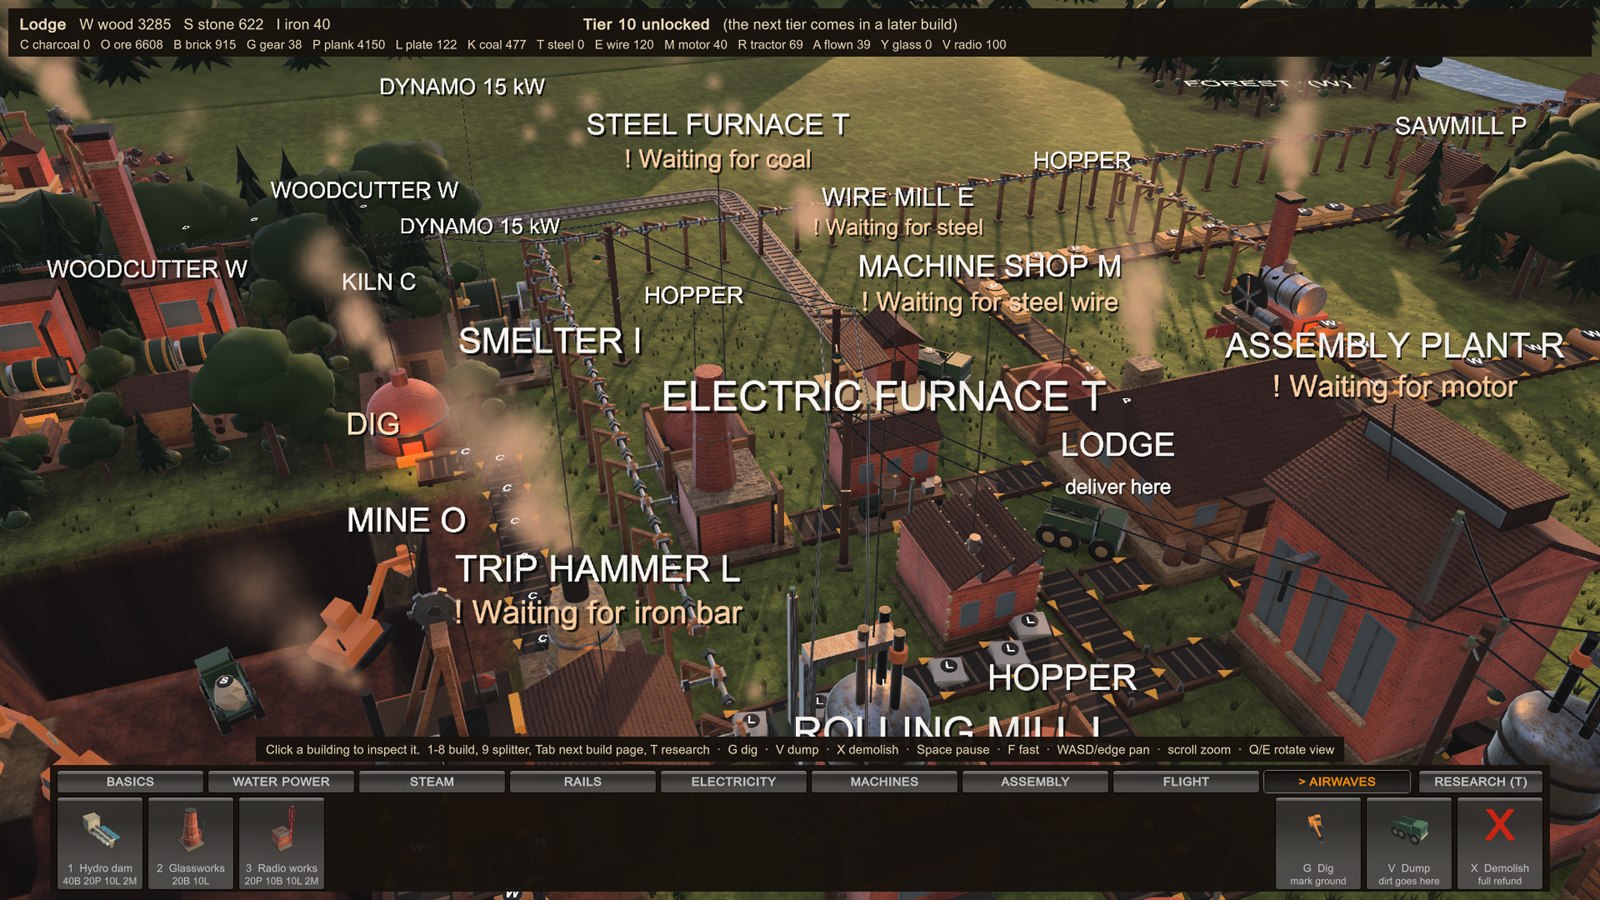 Lodge W wood 3285 S stone 622 I iron 40
Tier 10 unlocked (the next tier comes in a later build)
C charcoal 0 O ore 6608 B brick 915 G gear 38 P plank 4150 L plate 122 K coal 477 T steel 0 E wire 120 M motor 40 R tractor 69 A flown 39 Y glass 0 V radio 100
DYNAMO 15 kW
FOREST (W)
STEEL FURNACE T
! Waiting for coal
SAWMILL P
HOPPER
WOODCUTTER W
WIRE MILL E
! Waiting for steel
DYNAMO 15 kW
WOODCUTTER W
KILN C
MACHINE SHOP M
! Waiting for steel wire
HOPPER
SMELTER I
ASSEMBLY PLANT R
! Waiting for motor
ELECTRIC FURNACE T
DIG
LODGE
deliver here
MINE O
TRIP HAMMER L
! Waiting for iron bar
HOPPER
ROLLING MILL
Click a building to inspect it. 1-8 build, 9 splitter, Tab next build page, T research · G dig · V dump · X demolish · Space pause · F fast · WASD/edge pan · scroll zoom · Q/E rotate view
BASICS WATER POWER STEAM RAILS ELECTRICITY MACHINES ASSEMBLY FLIGHT > AIRWAVES RESEARCH (T)
1 Hydro dam
40B 20P 10L 2M
2 Glassworks
20B 10L
3 Radio works
20P 10B 10L 2M
G Dig
mark ground
V Dump
dirt goes here
X Demolish
full refund